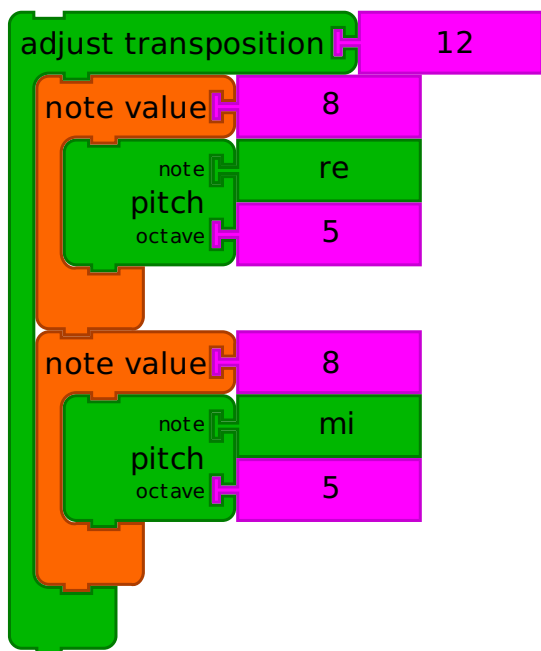 adjust transposition 12
note value 8
note re
pitch
octave 5
note value 8
note mi
pitch
octave 5